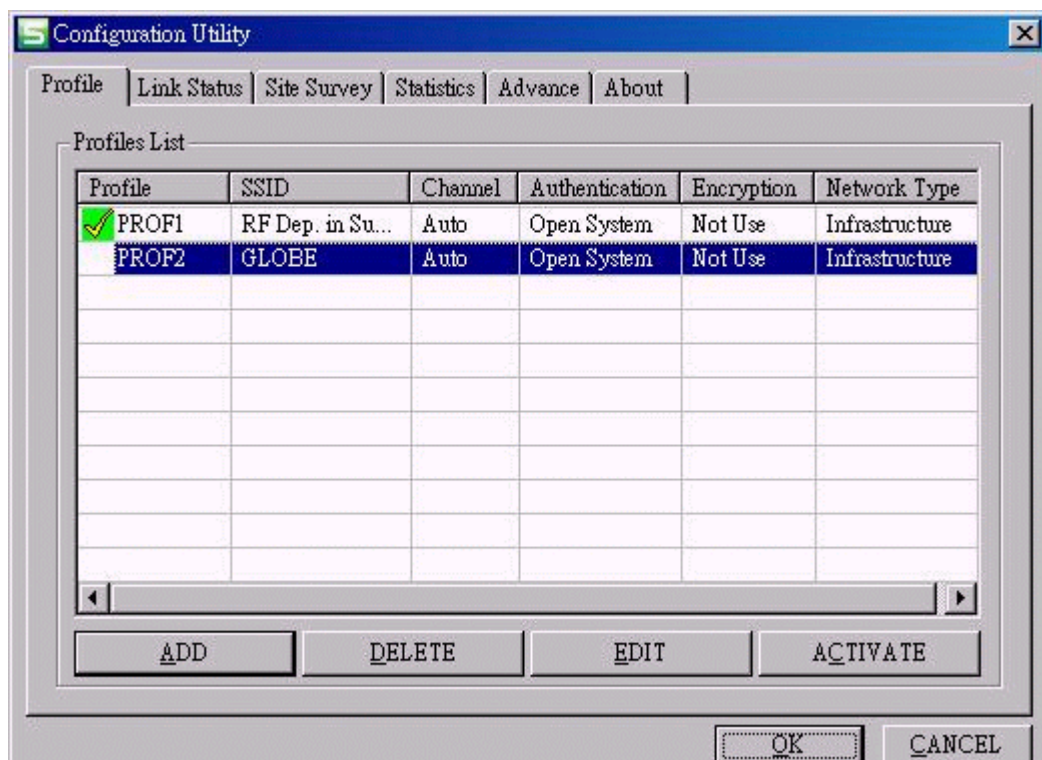 Configuration Utility
Profile Link Status Site Survey Statistics Advance About
Profiles List
Profile SSID Channel Authentication Encryption Network Type
PROF1 RF Dep. in Su... Auto Open System Not Use Infrastructure
PROF2 GLOBE Auto Open System Not Use Infrastructure
ADD DELETE EDIT ACTIVATE
OK CANCEL